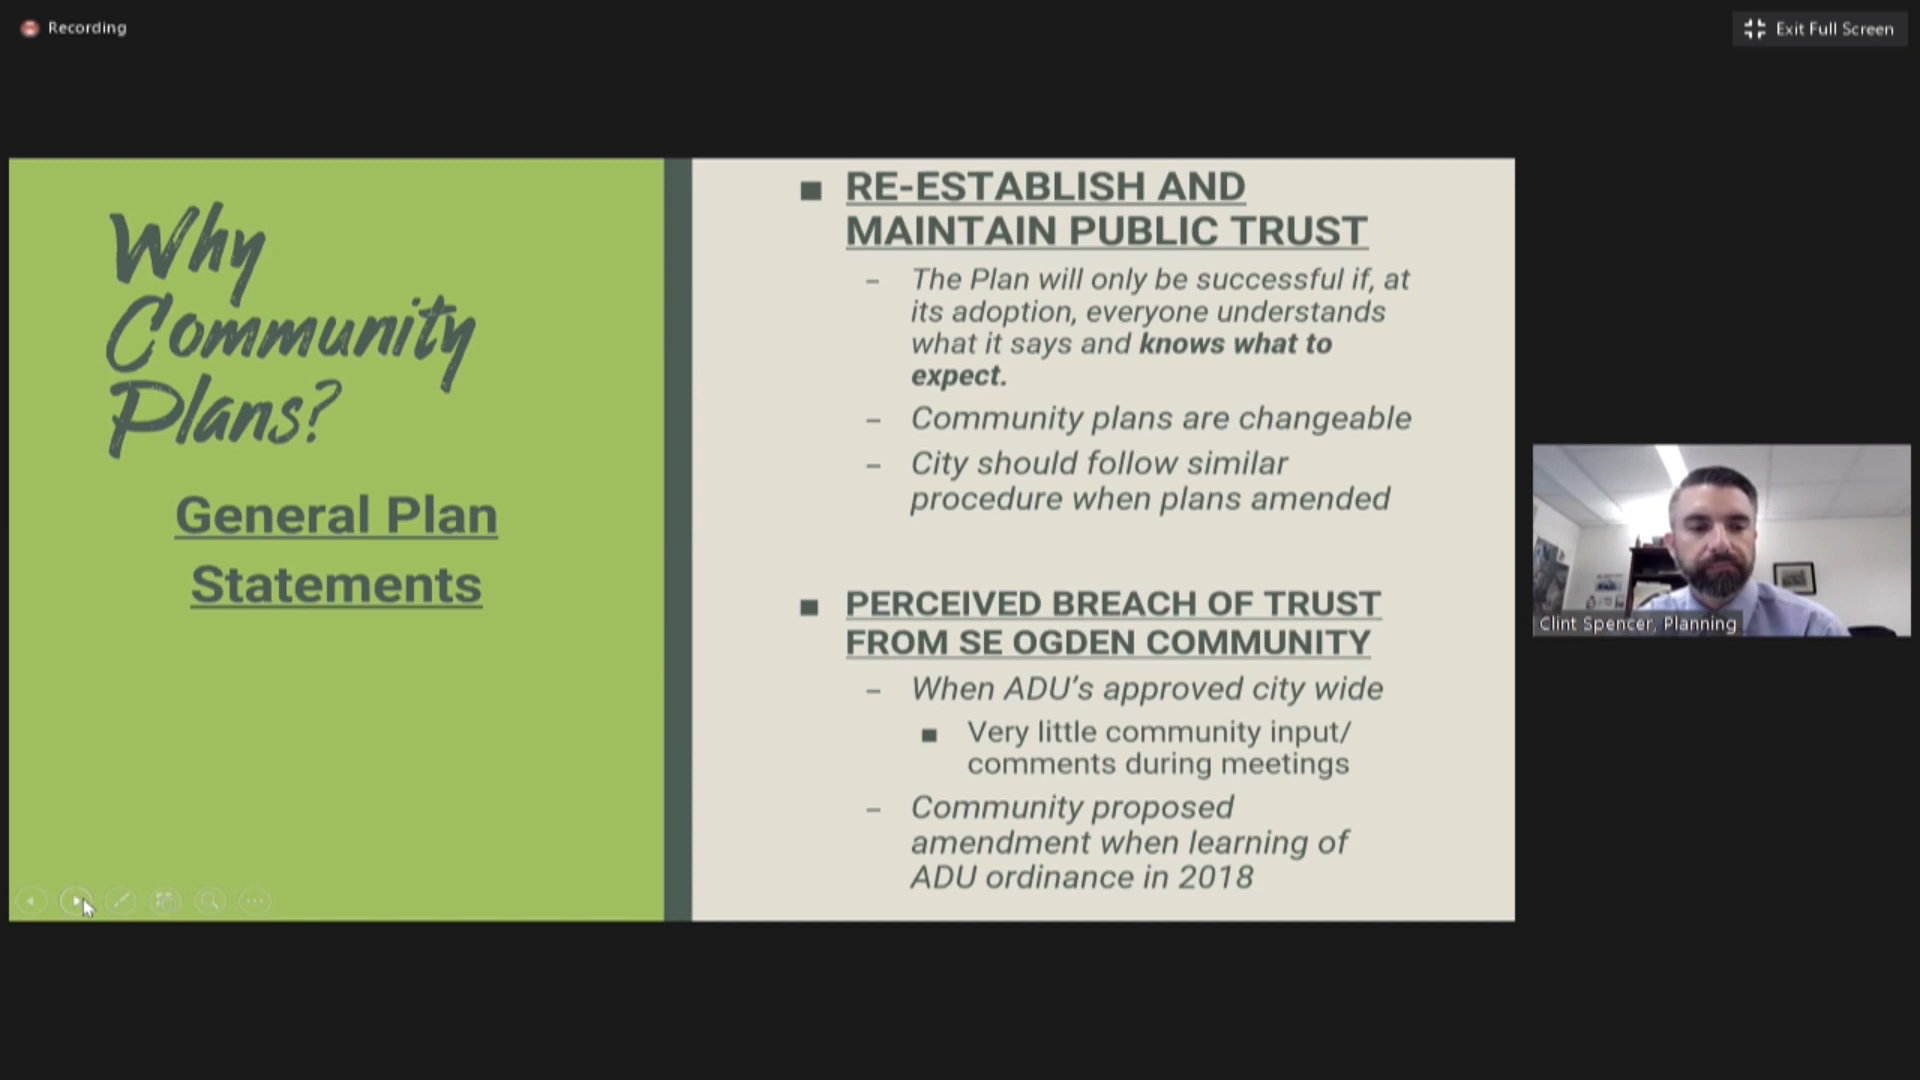 Recording
Exit Full Screen
Why
Community
Plans?
General Plan
Statements
■ RE-ESTABLISH AND
MAINTAIN PUBLIC TRUST
– The Plan will only be successful if, at
its adoption, everyone understands
what it says and knows what to
expect.
– Community plans are changeable
– City should follow similar
procedure when plans amended
■ PERCEIVED BREACH OF TRUST
FROM SE OGDEN COMMUNITY
– When ADU’s approved city wide
■ Very little community input/
comments during meetings
– Community proposed
amendment when learning of
ADU ordinance in 2018
Clint Spencer, Planning